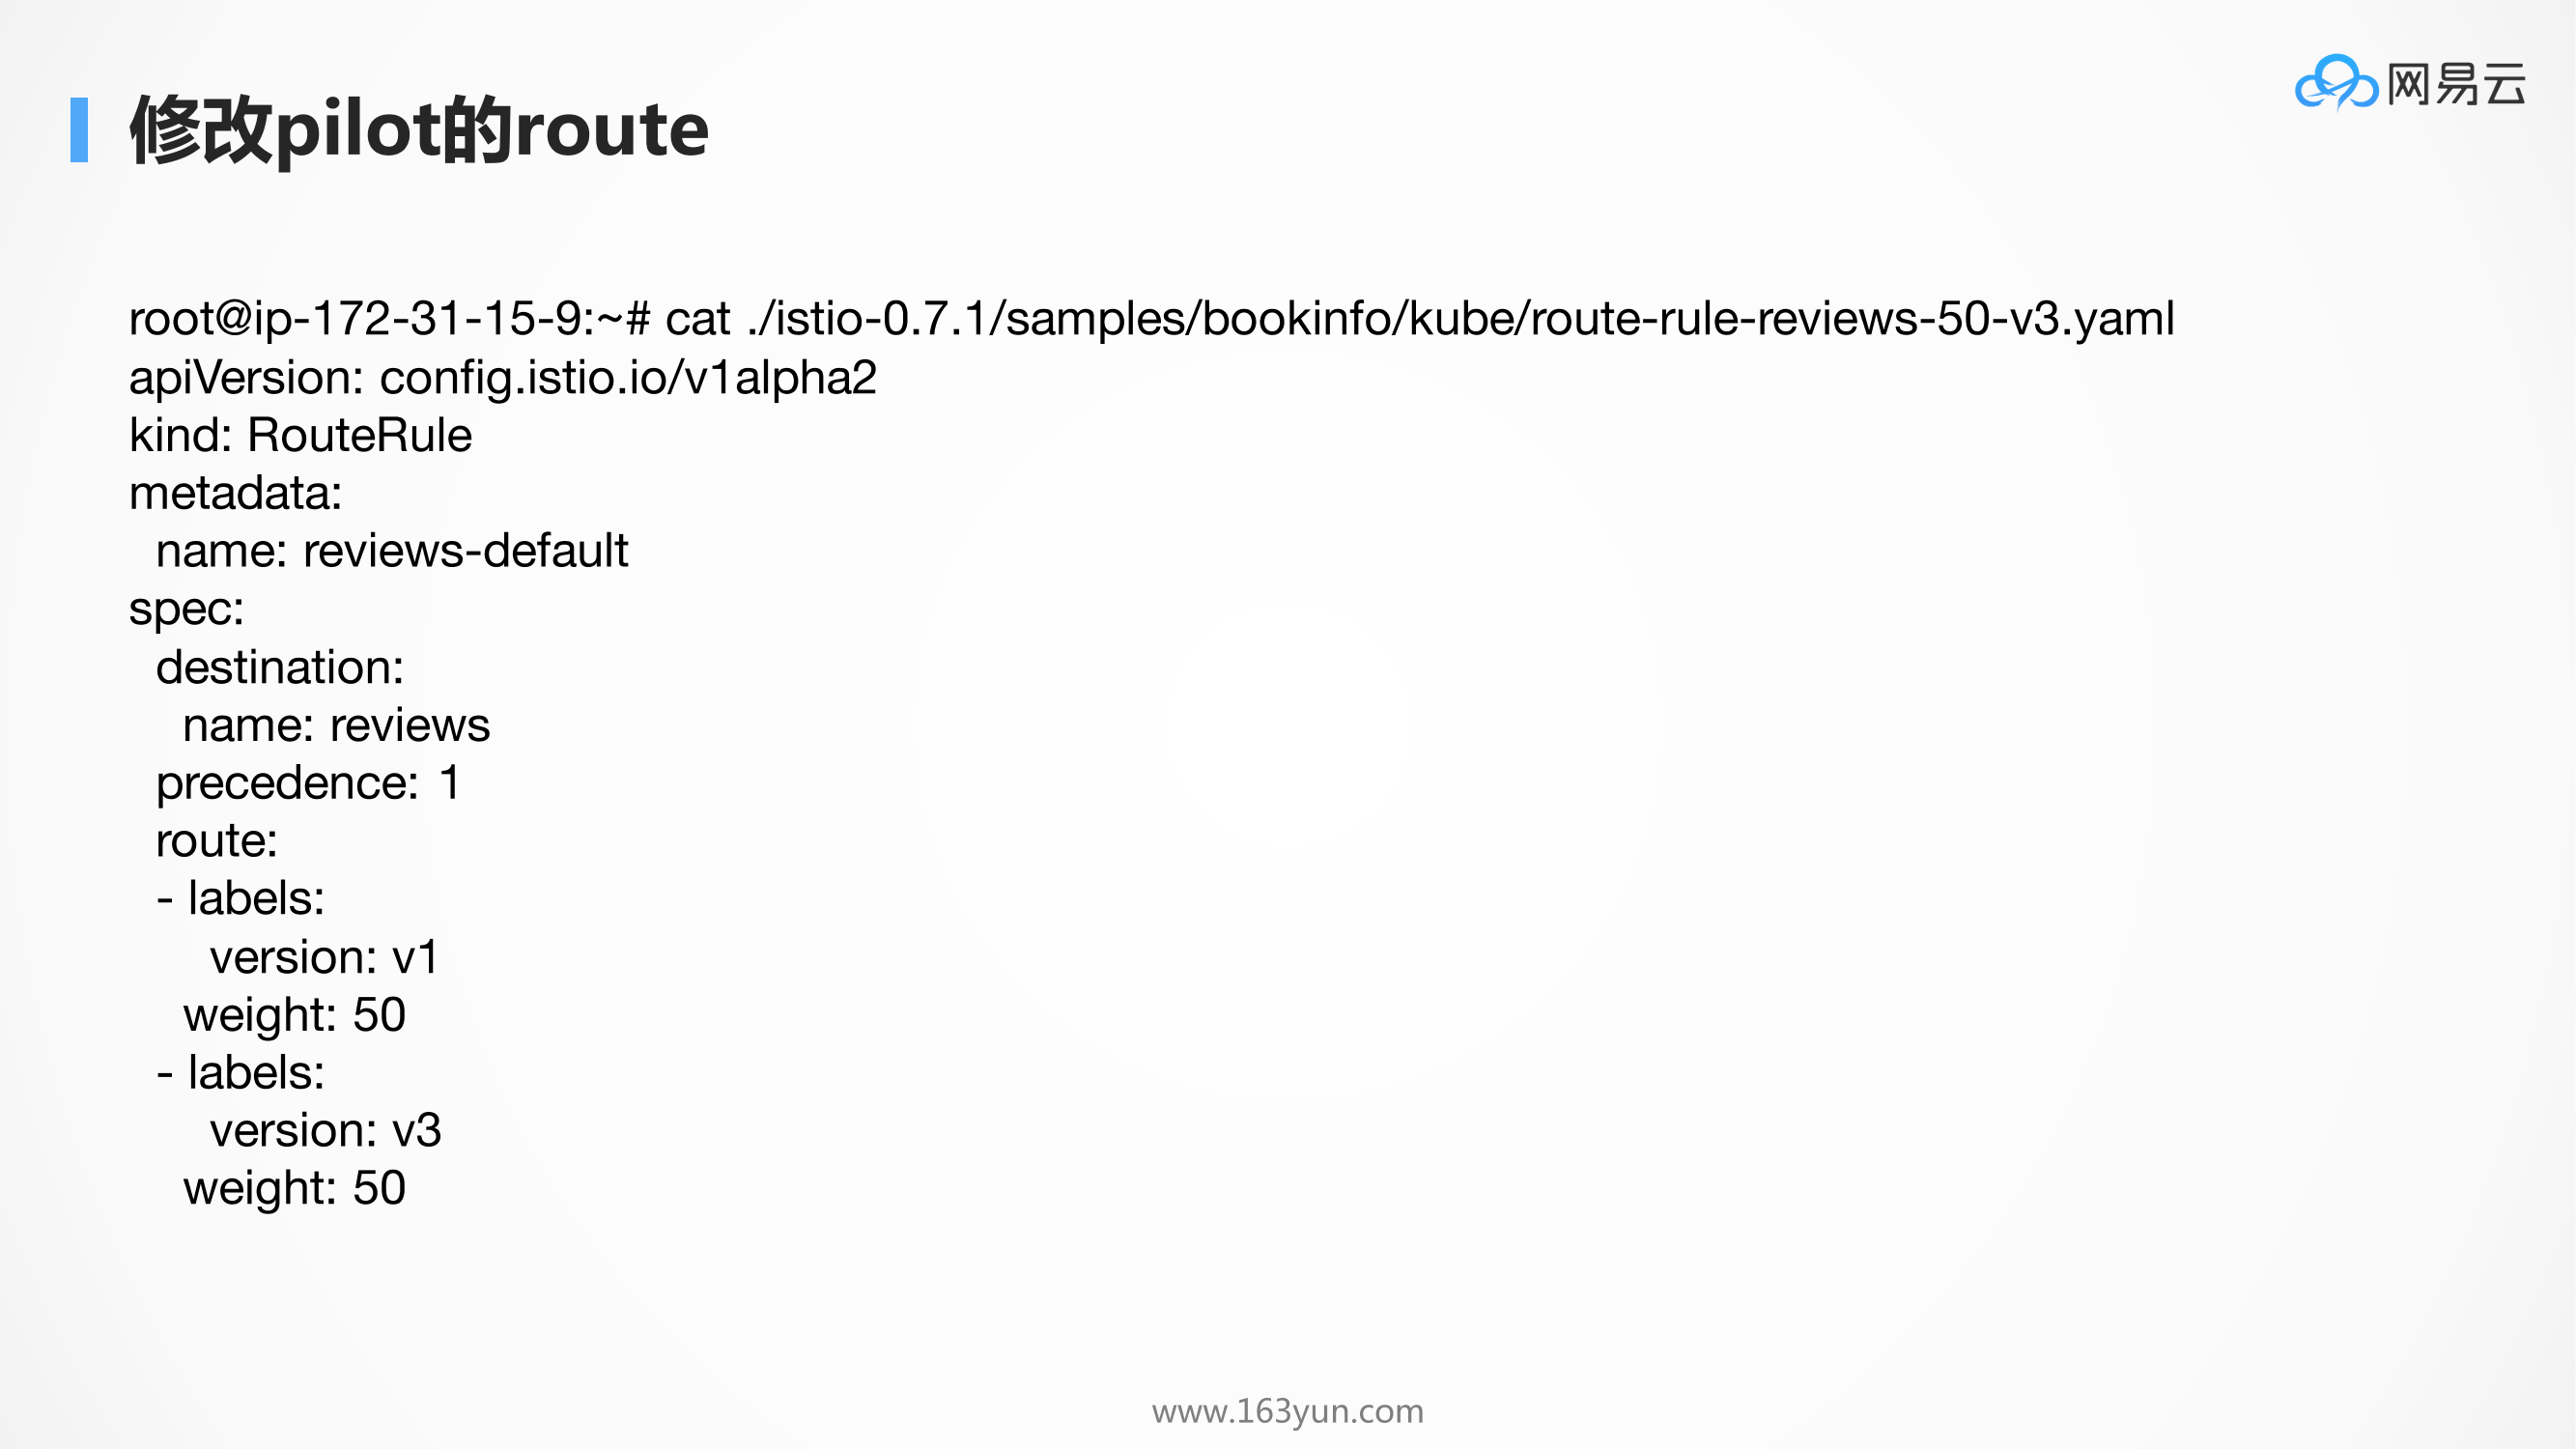 网易云
修改pilot的route
root@ip-172-31-15-9:~# cat ./istio-0.7.1/samples/bookinfo/kube/route-rule-reviews-50-v3.yaml
apiVersion: config.istio.io/v1alpha2
kind: RouteRule
metadata:
  name: reviews-default
spec:
  destination:
    name: reviews
  precedence: 1
  route:
  - labels:
      version: v1
    weight: 50
  - labels:
      version: v3
    weight: 50
www.163yun.com